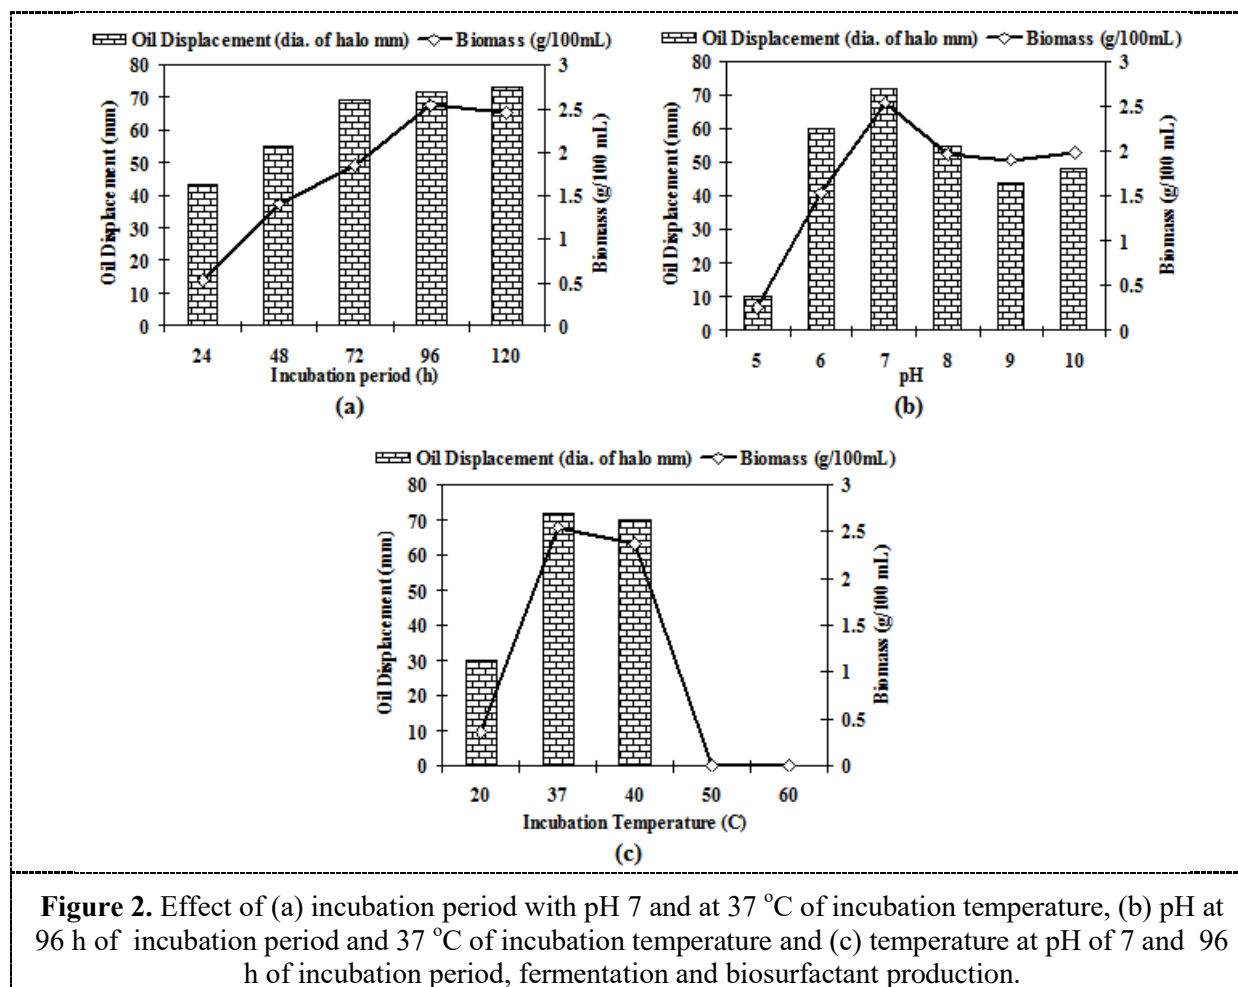 Oil Displacement (dia. of halo mm) Biomass (g/100mL)
80
70
60
50
40
30
20
10
0
Oil Displacement (mm)
3
2.5
2
1.5
1
0.5
0
Biomass (g/100 mL)
24 48 72 96 120
Incubation period (h)
(a)
Oil Displacement (dia. of halo mm) Biomass (g/100mL)
80
70
60
50
40
30
20
10
0
Oil Displacement (mm)
3
2.5
2
1.5
1
0.5
0
Biomass (g/100 mL)
5 6 7 8 9 10
pH
(b)
Oil Displacement (dia. of halo mm) Biomass (g/100mL)
80
70
60
50
40
30
20
10
0
Oil Displacement (mm)
3
2.5
2
1.5
1
0.5
0
Biomass (g/100 mL)
20 37 40 50 60
Incubation Temperature (C)
(c)
Figure 2. Effect of (a) incubation period with pH 7 and at 37 °C of incubation temperature, (b) pH at
96 h of incubation period and 37 °C of incubation temperature and (c) temperature at pH of 7 and 96
h of incubation period, fermentation and biosurfactant production.